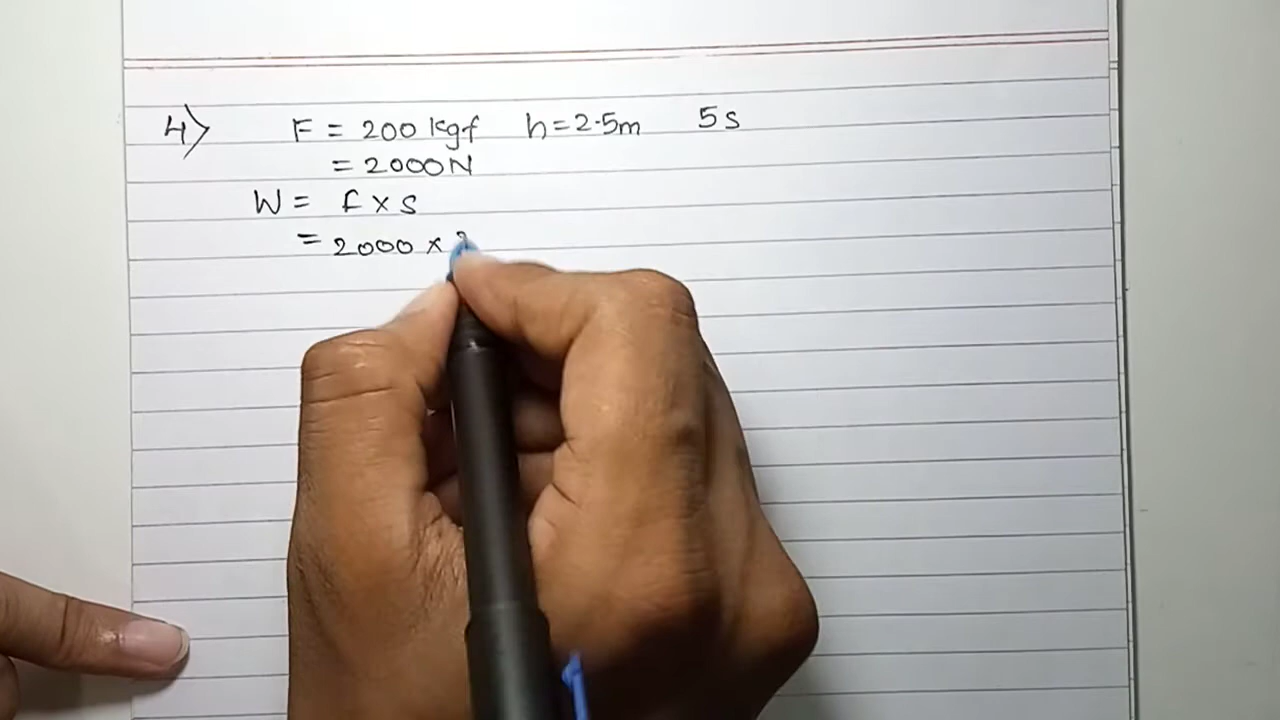 4) F = 200 kgf h = 2.5m 5s
= 2000N
W = f × s
= 2000 ×